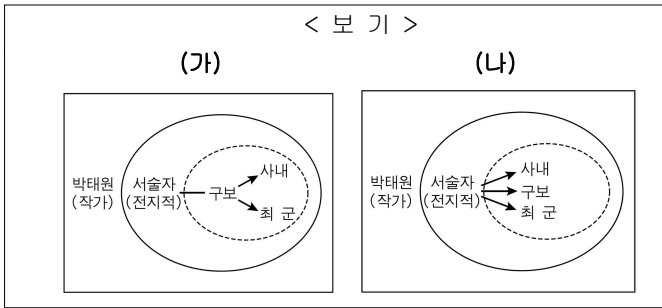 < 보 기 >
(가)
박태원
(작가)
서술자
(전지적)
구보
사내
최 군
(나)
박태원
(작가)
서술자
(전지적)
사내
구보
최 군